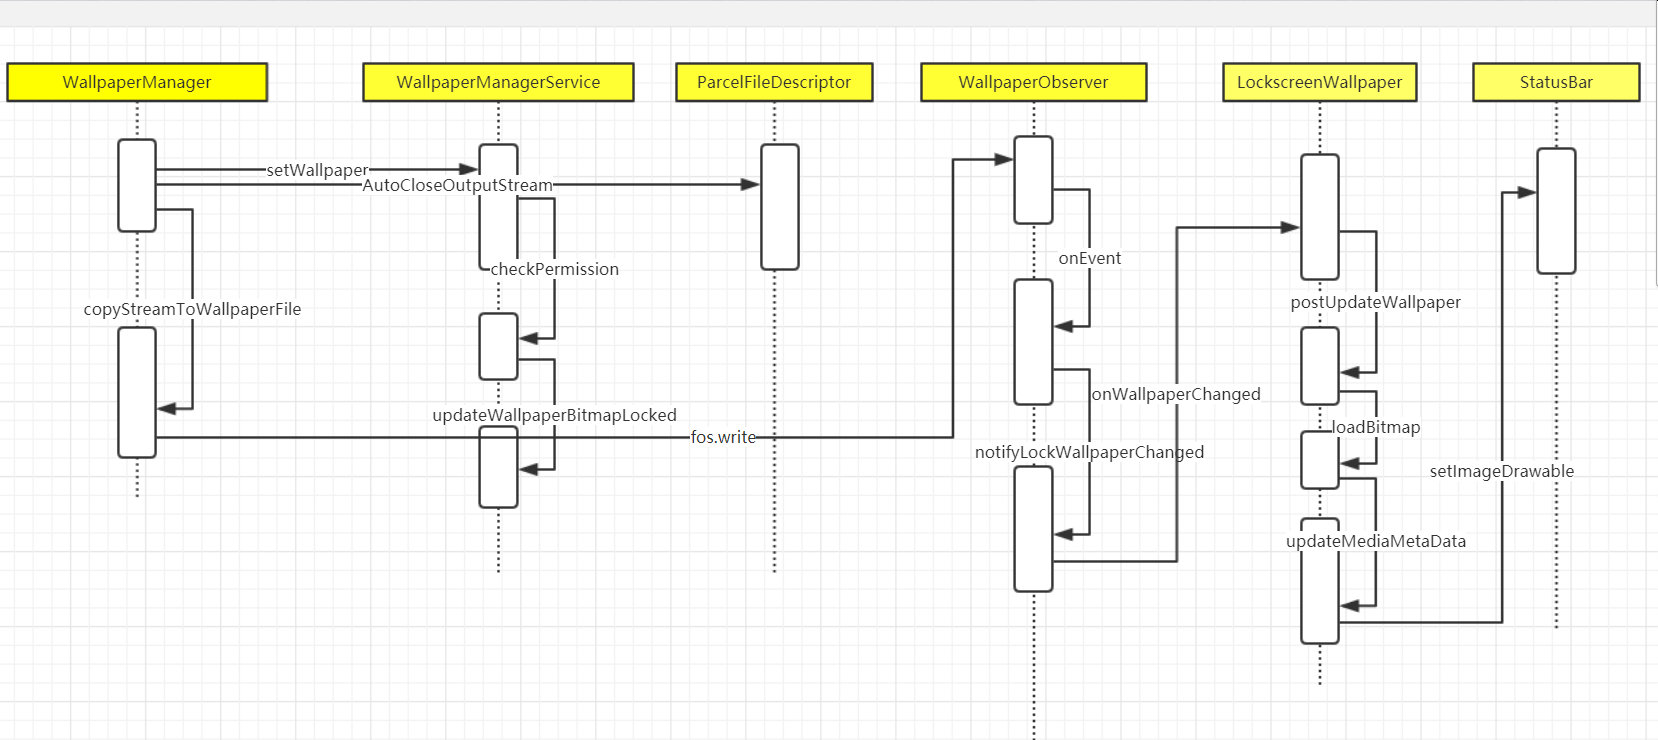 WallpaperManager
WallpaperManagerService
ParcelFileDescriptor
WallpaperObserver
LockscreenWallpaper
StatusBar
setWallpaper
AutoCloseOutputStream
onEvent
checkPermission
postUpdateWallpaper
copyStreamToWallpaperFile
onWallpaperChanged
updateWallpaperBitmapLocked
loadBitmap
fos.write
notifyLockWallpaperChanged
setImageDrawable
updateMediaMetaData